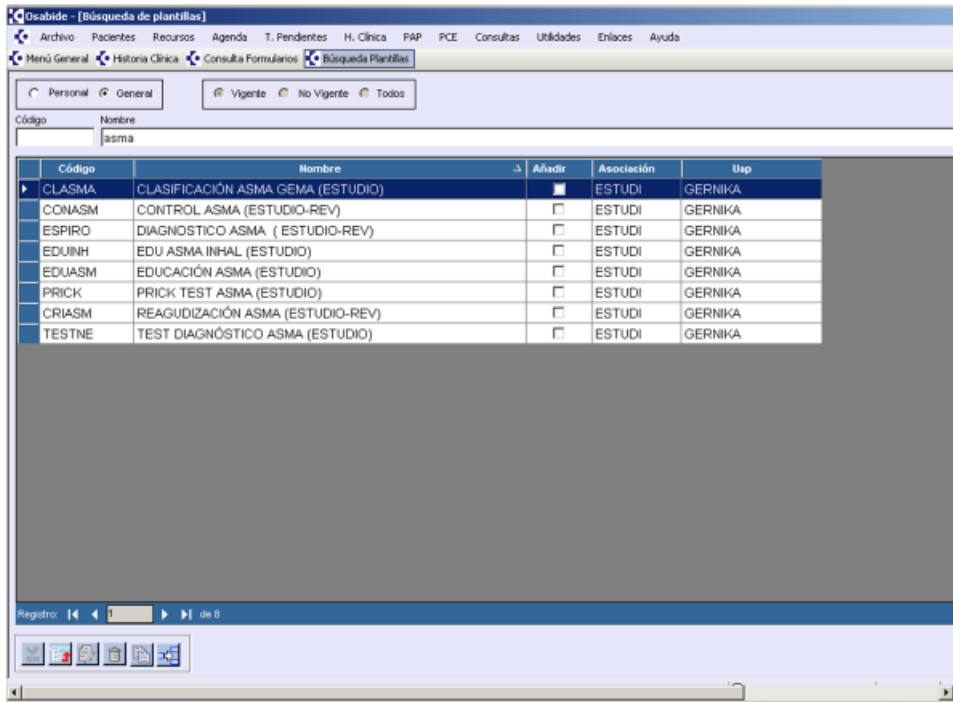 Osabide - [Búsqueda de plantillas]
Archivo Pacientes Recursos Agenda T. Pendentes H. Clínica PAP PCE Consultas Utilidades Enlaces Ayuda
Menú General Historia Clínica Consulta Formularios Búsqueda Plantillas
Personal General Vigente No Vigente Todos
Código Nombre
asma
Código Nombre Añadir Asociación Uap
CLASMA CLASIFICACIÓN ASMA GEMA (ESTUDIO) ESTUDI GERNIKA
CONASM CONTROL ASMA (ESTUDIO-REV) ESTUDI GERNIKA
ESPIRO DIAGNOSTICO ASMA ( ESTUDIO-REV) ESTUDI GERNIKA
EDUINH EDU ASMA INHAL (ESTUDIO) ESTUDI GERNIKA
EDUASM EDUCACIÓN ASMA (ESTUDIO) ESTUDI GERNIKA
PRICK PRICK TEST ASMA (ESTUDIO) ESTUDI GERNIKA
CRIASM REAGUDIZACIÓN ASMA (ESTUDIO-REV) ESTUDI GERNIKA
TESTNE TEST DIAGNÓSTICO ASMA (ESTUDIO) ESTUDI GERNIKA
Registro: 1 de 8